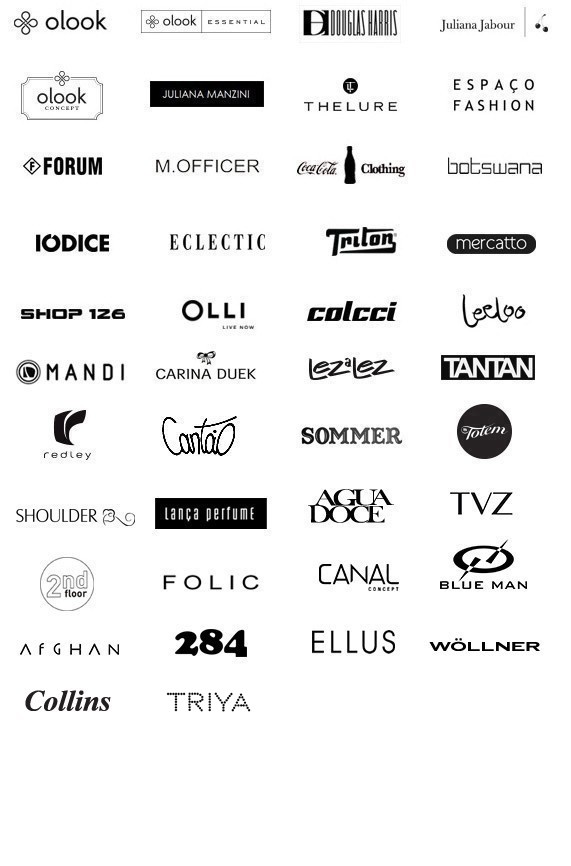 olook
olook ESSENTIAL
DH DOUGLAS HARRIS
Juliana Jabour
olook
CONCEPT
JULIANA MANZINI
THELURE
ESPAÇO
FASHION
F FORUM
M.OFFICER
Coca-Cola Clothing
botswana
IÓDICE
ECLECTIC
Triton
mercatto
SHOP 126
OLLI
LIVE NOW
colcci
Leeloo
MANDI
CARINA DUEK
Lez a Lez
TANTAN
redley
Cantão
SOMMER
Totem
SHOULDER
Lança perfume
AGUA
DOCE
TVZ
2nd
floor
FOLIC
CANAL
CONCEPT
BLUE MAN
AFGHAN
284
ELLUS
WÖLLNER
Collins
TRIYA